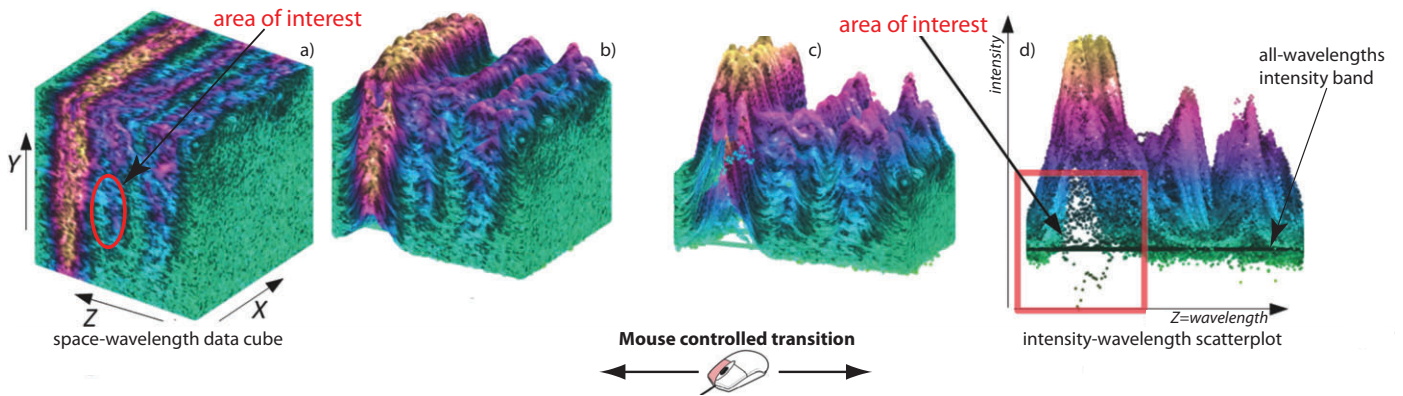 area of interest
a)
Y
Z
X
space-wavelength data cube
b)
c)
Mouse controlled transition
area of interest
d)
intensity
all-wavelengths
intensity band
Z=wavelength
intensity-wavelength scatterplot